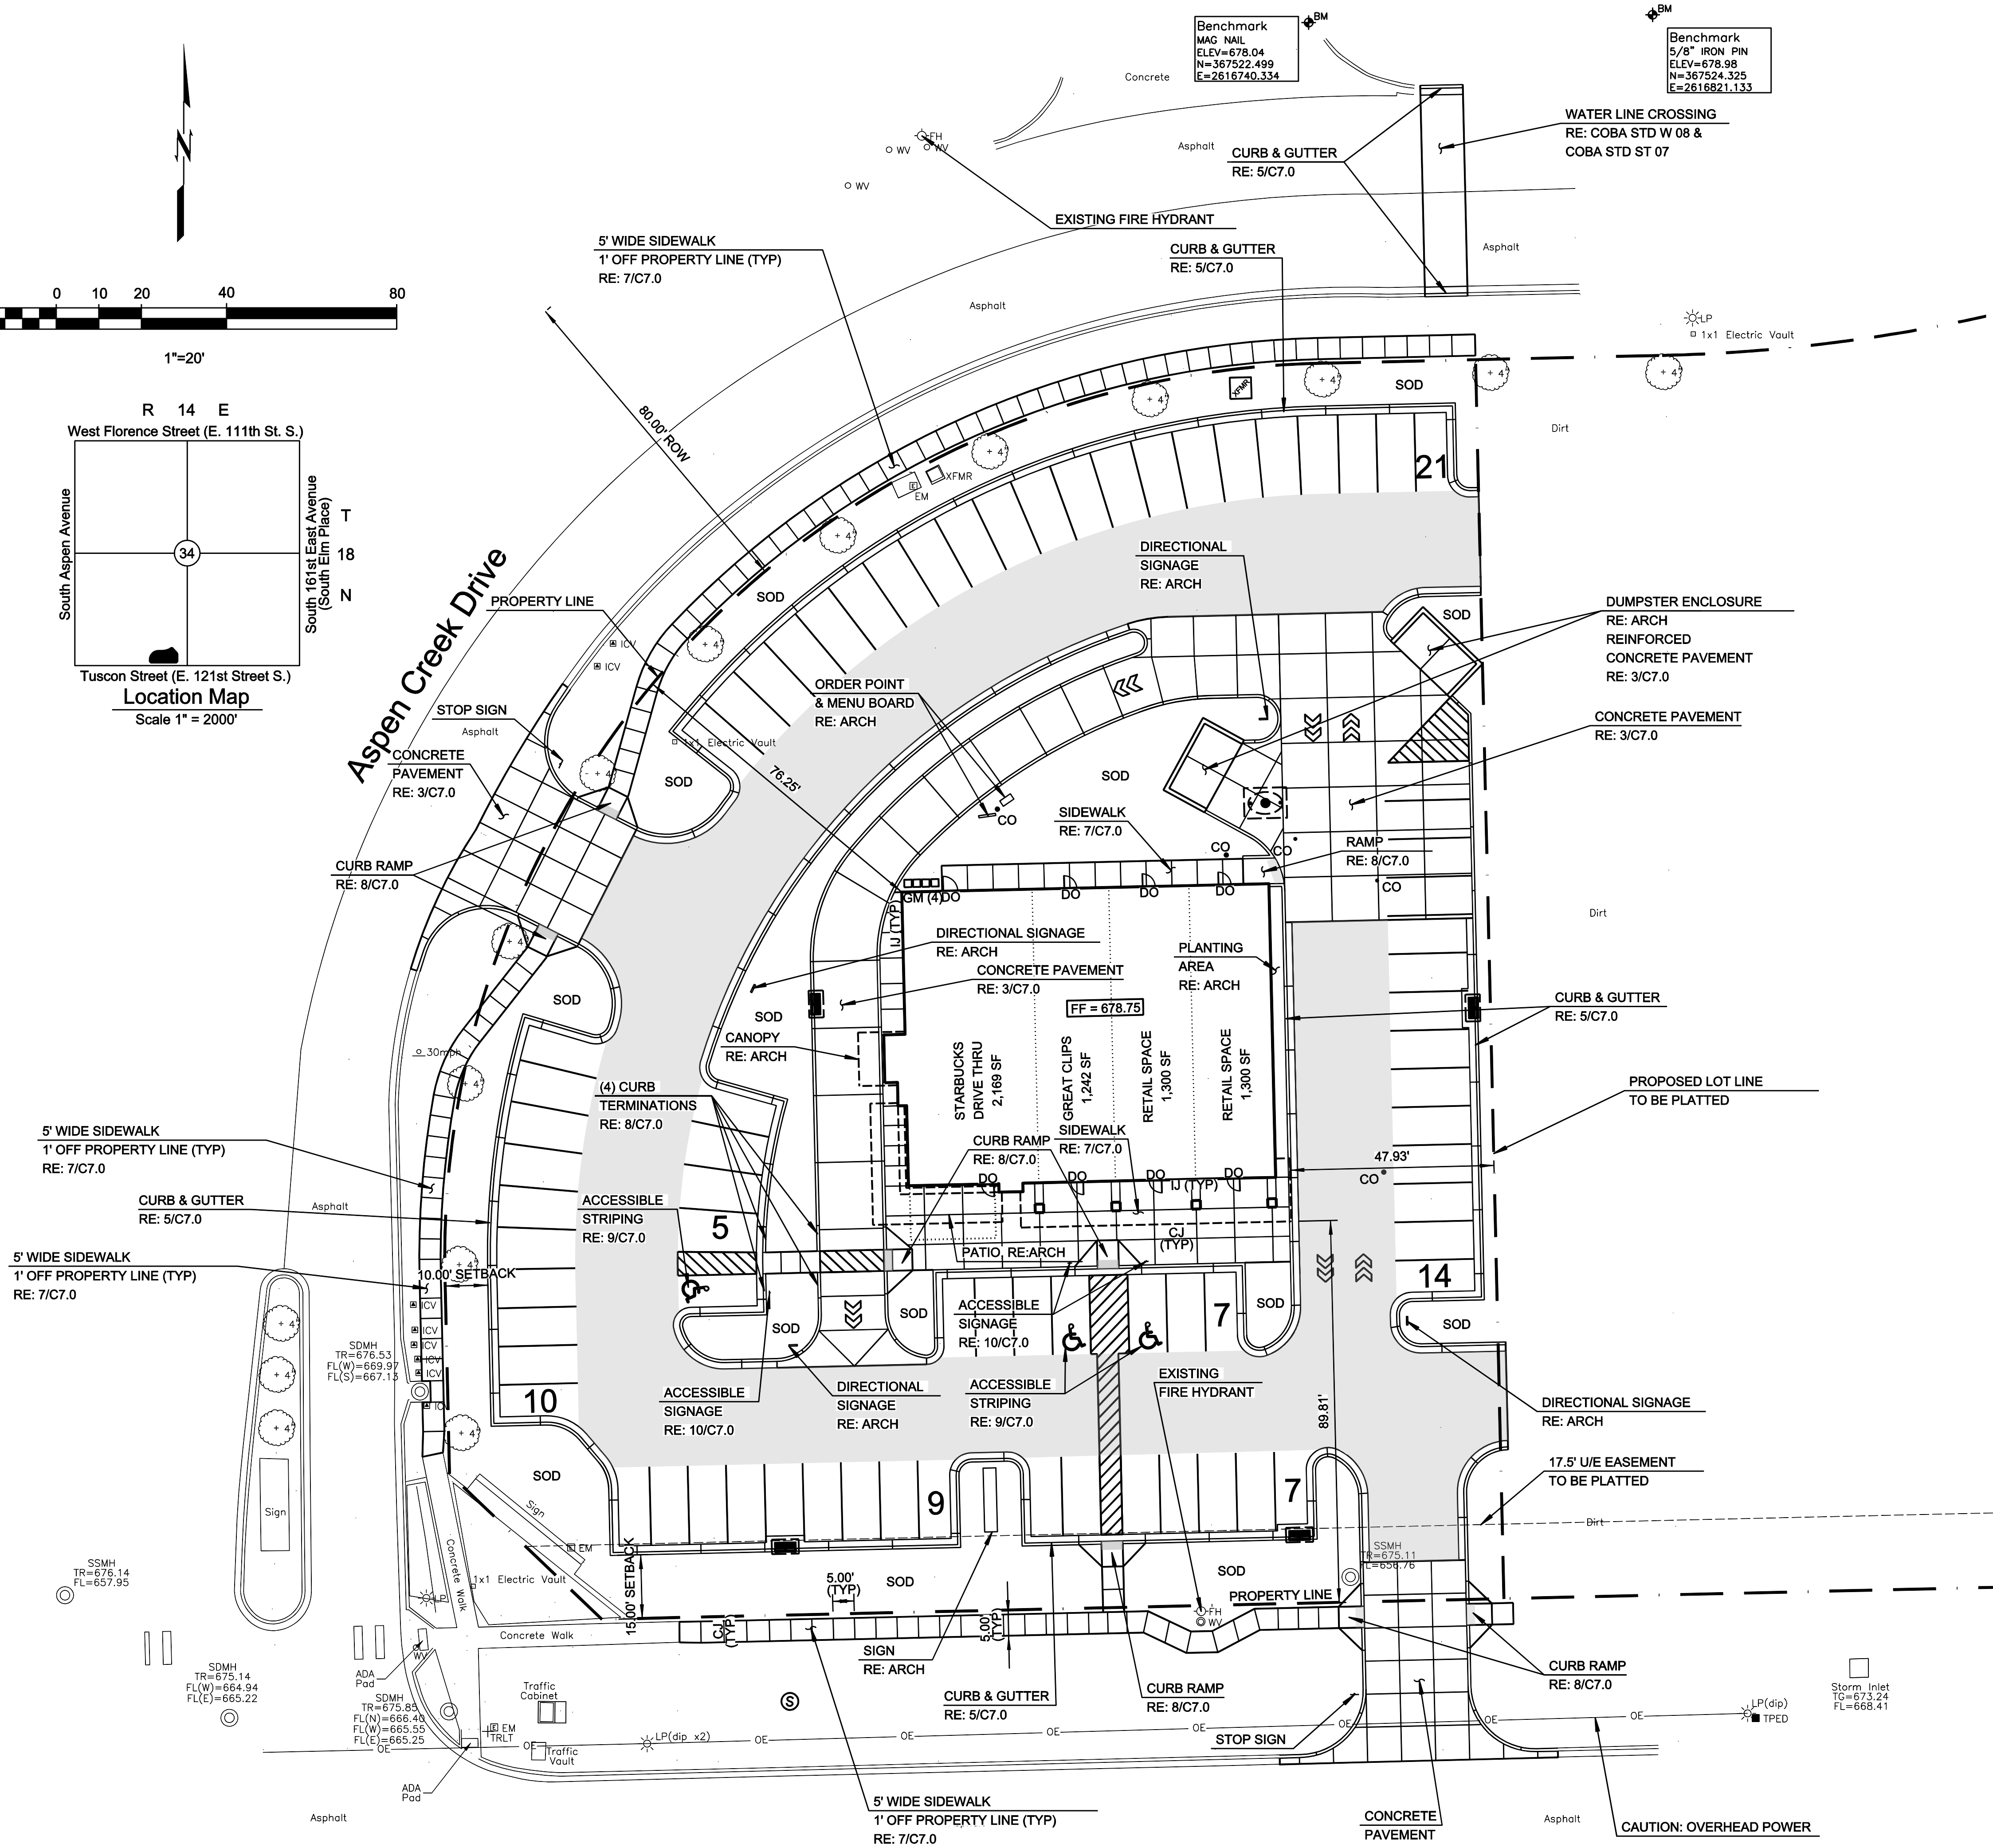 Benchmark
MAG NAIL
ELEV=678.04
N=367522.499
E=2616740.334
BM
BM
Benchmark
5/8" IRON PIN
ELEV=678.98
N=367524.325
E=2616821.133
Concrete
FH
WV
WV
WV
Asphalt
CURB & GUTTER
RE: 5/C7.0
WATER LINE CROSSING
RE: COBA STD W 08 &
COBA STD ST 07
EXISTING FIRE HYDRANT
N
5' WIDE SIDEWALK
1' OFF PROPERTY LINE (TYP)
RE: 7/C7.0
CURB & GUTTER
RE: 5/C7.0
Asphalt
Asphalt
0 10 20 40 80
1"=20'
LP
1x1 Electric Vault
R 14 E
West Florence Street (E. 111th St. S.)
South Aspen Avenue
34
South 161st East Avenue
(South Elm Place)
T
18
N
Tuscon Street (E. 121st Street S.)
Location Map
Scale 1" = 2000'
80.00' ROW
XFMR
+ 4"
+ 4"
+ 4"
+ 4"
SOD
Dirt
21
+ 4"
XFMR
EM
+ 4"
Aspen Creek Drive
PROPERTY LINE
SOD
ICV
ICV
+ 4"
DIRECTIONAL
SIGNAGE
RE: ARCH
SOD
DUMPSTER ENCLOSURE
RE: ARCH
REINFORCED
CONCRETE PAVEMENT
RE: 3/C7.0
ORDER POINT
& MENU BOARD
RE: ARCH
STOP SIGN
Asphalt
1x1 Electric Vault
CONCRETE
PAVEMENT
RE: 3/C7.0
+ 4"
SOD
76.25'
SOD
CONCRETE PAVEMENT
RE: 3/C7.0
CO
SIDEWALK
RE: 7/C7.0
CO
CO
RAMP
RE: 8/C7.0
CO
CURB RAMP
RE: 8/C7.0
GM (4)
DO
DO
DO
DO
IJ (TYP)
Dirt
+ 4"
DIRECTIONAL SIGNAGE
RE: ARCH
PLANTING
AREA
RE: ARCH
CONCRETE PAVEMENT
RE: 3/C7.0
SOD
SOD
FF = 678.75
CURB & GUTTER
RE: 5/C7.0
CANOPY
RE: ARCH
30mph
+ 4"
STARBUCKS
DRIVE THRU
2,169 SF
GREAT CLIPS
1,242 SF
RETAIL SPACE
1,300 SF
RETAIL SPACE
1,300 SF
(4) CURB
TERMINATIONS
RE: 8/C7.0
PROPOSED LOT LINE
TO BE PLATTED
5' WIDE SIDEWALK
1' OFF PROPERTY LINE (TYP)
RE: 7/C7.0
CURB RAMP
RE: 8/C7.0
SIDEWALK
RE: 7/C7.0
47.93'
CO
DO
DO
DO
DO
IJ (TYP)
CURB & GUTTER
RE: 5/C7.0
Asphalt
ACCESSIBLE
STRIPING
RE: 9/C7.0
5
CJ
(TYP)
PATIO, RE:ARCH
5' WIDE SIDEWALK
1' OFF PROPERTY LINE (TYP)
RE: 7/C7.0
+ 4"
10.00' SETBACK
14
ICV
ICV
ICV
ICV
+ 4"
SDMH
TR=676.53
FL(W)=669.97
FL(S)=667.13
SOD
SOD
ACCESSIBLE
SIGNAGE
RE: 10/C7.0
7
SOD
SOD
+ 4"
10
ACCESSIBLE
SIGNAGE
RE: 10/C7.0
DIRECTIONAL
SIGNAGE
RE: ARCH
ACCESSIBLE
STRIPING
RE: 9/C7.0
EXISTING
FIRE HYDRANT
89.81'
DIRECTIONAL SIGNAGE
RE: ARCH
+ 4"
+ 4"
SOD
17.5' U/E EASEMENT
TO BE PLATTED
Sign
Sign
9
7
Dirt
EM
SSMH
TR=675.11
FL=656.76
SSMH
TR=676.14
FL=657.95
Concrete Walk
1x1 Electric Vault
LP
15.00' SETBACK
5.00'
(TYP)
SOD
SOD
PROPERTY LINE
FH
WV
Concrete Walk
CJ
(TYP)
5.00'
(TYP)
WV
SIGN
RE: ARCH
CURB RAMP
RE: 8/C7.0
CURB RAMP
RE: 8/C7.0
CURB & GUTTER
RE: 5/C7.0
SDMH
TR=675.14
FL(W)=664.94
FL(E)=665.22
ADA
Pad
SDMH
TR=675.85
FL(N)=666.40
FL(W)=665.55
FL(E)=665.25
Traffic
Cabinet
S
Storm Inlet
TG=673.24
FL=668.41
LP(dip)
TPED
EM
TRLT
LP(dip x2)
OE OE OE OE OE OE OE OE
STOP SIGN
Traffic
Vault
ADA
Pad
Asphalt
5' WIDE SIDEWALK
1' OFF PROPERTY LINE (TYP)
RE: 7/C7.0
CONCRETE
PAVEMENT
Asphalt
CAUTION: OVERHEAD POWER